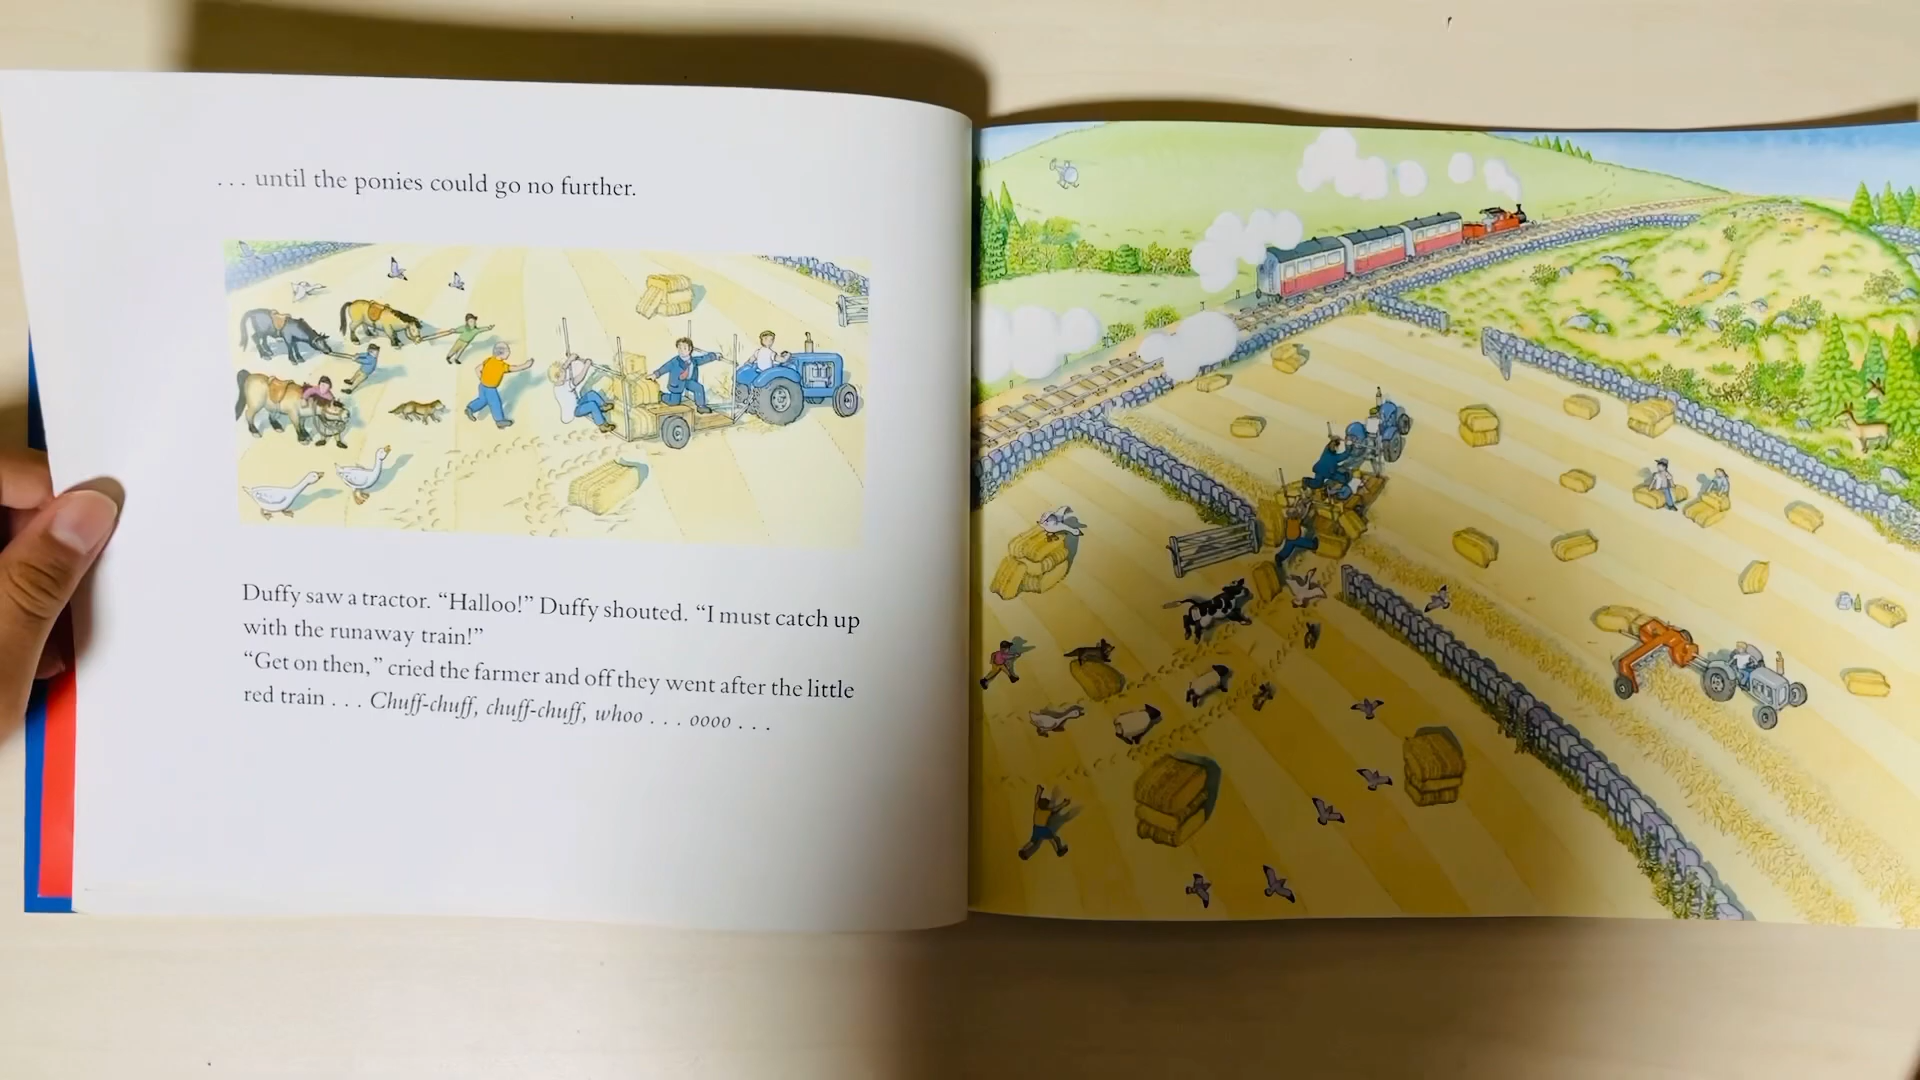 . . . until the ponies could go no further.
Duffy saw a tractor. “Halloo!” Duffy shouted. “I must catch up
with the runaway train!”
“Get on then,” cried the farmer and off they went after the little
red train . . . Chuff-chuff, chuff-chuff, whoo . . . oooo . . .